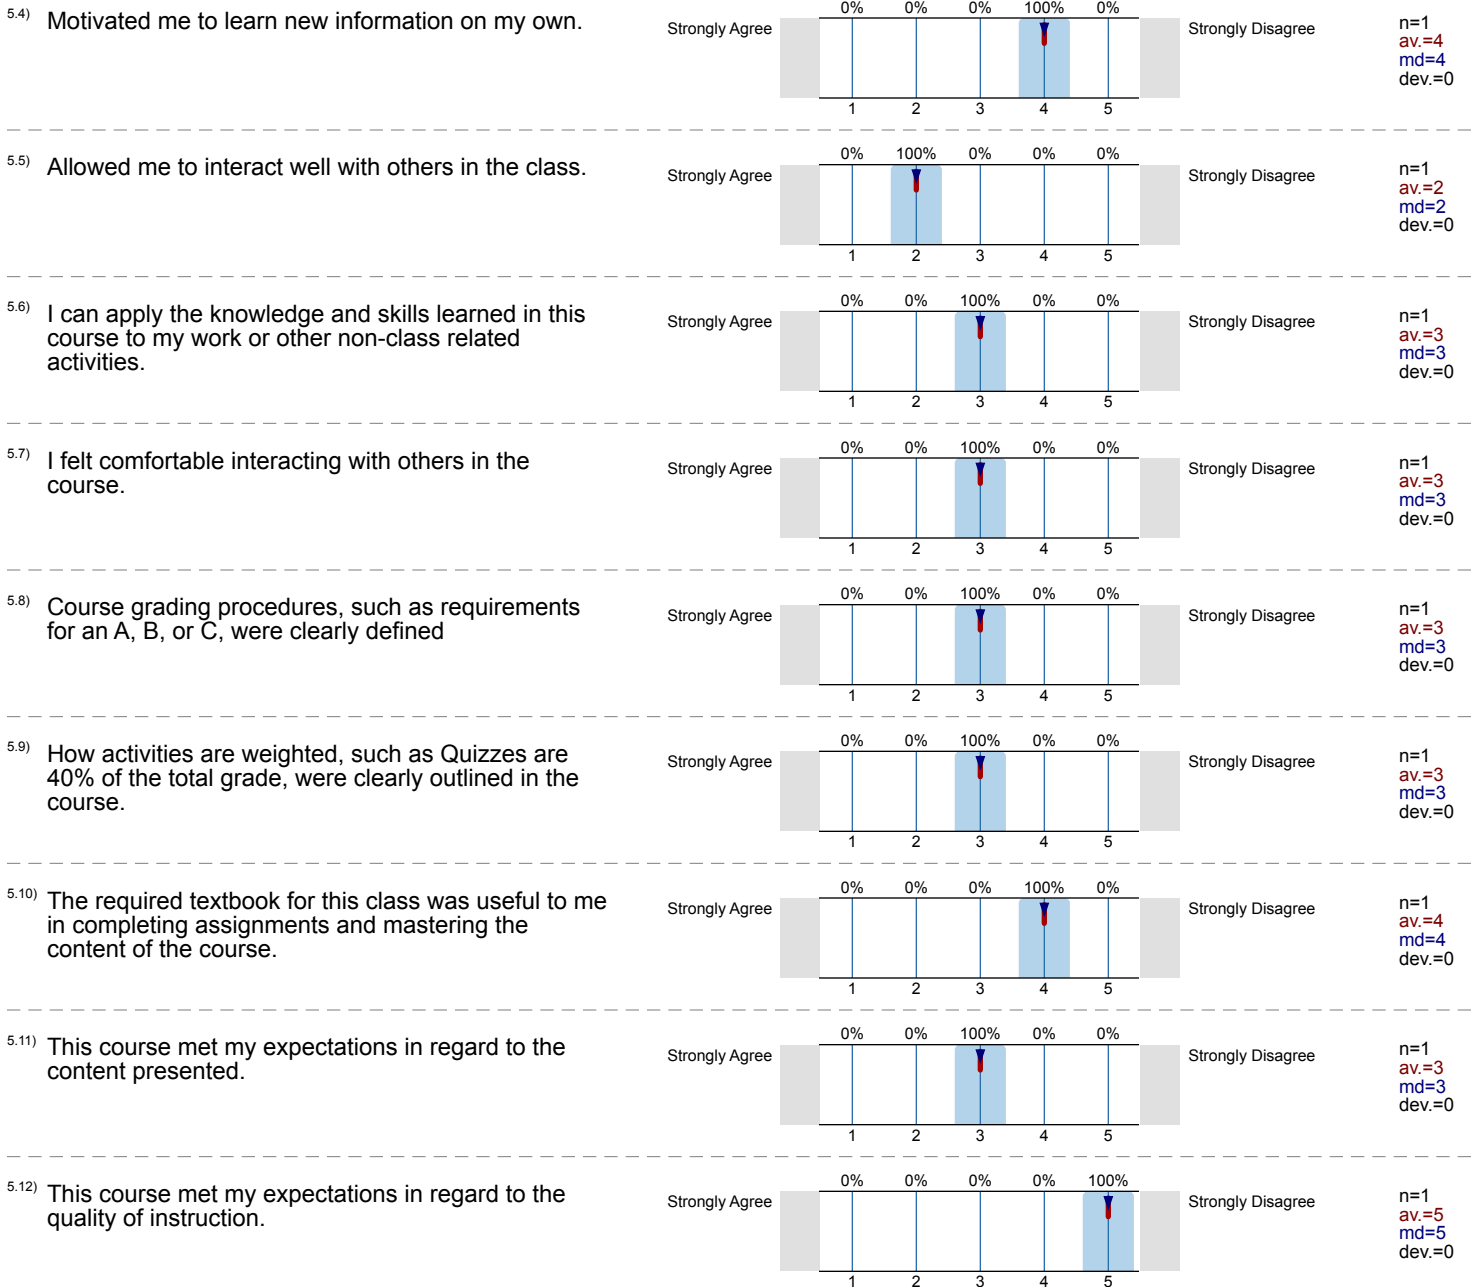 5.4) Motivated me to learn new information on my own.
0% 0% 0% 100% 0%
Strongly Agree Strongly Disagree
1 2 3 4 5
n=1
av.=4
md=4
dev.=0
5.5) Allowed me to interact well with others in the class.
0% 100% 0% 0% 0%
Strongly Agree Strongly Disagree
1 2 3 4 5
n=1
av.=2
md=2
dev.=0
5.6) I can apply the knowledge and skills learned in this
course to my work or other non-class related
activities.
0% 0% 100% 0% 0%
Strongly Agree Strongly Disagree
1 2 3 4 5
n=1
av.=3
md=3
dev.=0
5.7) I felt comfortable interacting with others in the
course.
0% 0% 100% 0% 0%
Strongly Agree Strongly Disagree
1 2 3 4 5
n=1
av.=3
md=3
dev.=0
5.8) Course grading procedures, such as requirements
for an A, B, or C, were clearly defined
0% 0% 100% 0% 0%
Strongly Agree Strongly Disagree
1 2 3 4 5
n=1
av.=3
md=3
dev.=0
5.9) How activities are weighted, such as Quizzes are
40% of the total grade, were clearly outlined in the
course.
0% 0% 100% 0% 0%
Strongly Agree Strongly Disagree
1 2 3 4 5
n=1
av.=3
md=3
dev.=0
5.10) The required textbook for this class was useful to me
in completing assignments and mastering the
content of the course.
0% 0% 0% 100% 0%
Strongly Agree Strongly Disagree
1 2 3 4 5
n=1
av.=4
md=4
dev.=0
5.11) This course met my expectations in regard to the
content presented.
0% 0% 100% 0% 0%
Strongly Agree Strongly Disagree
1 2 3 4 5
n=1
av.=3
md=3
dev.=0
5.12) This course met my expectations in regard to the
quality of instruction.
0% 0% 0% 0% 100%
Strongly Agree Strongly Disagree
1 2 3 4 5
n=1
av.=5
md=5
dev.=0